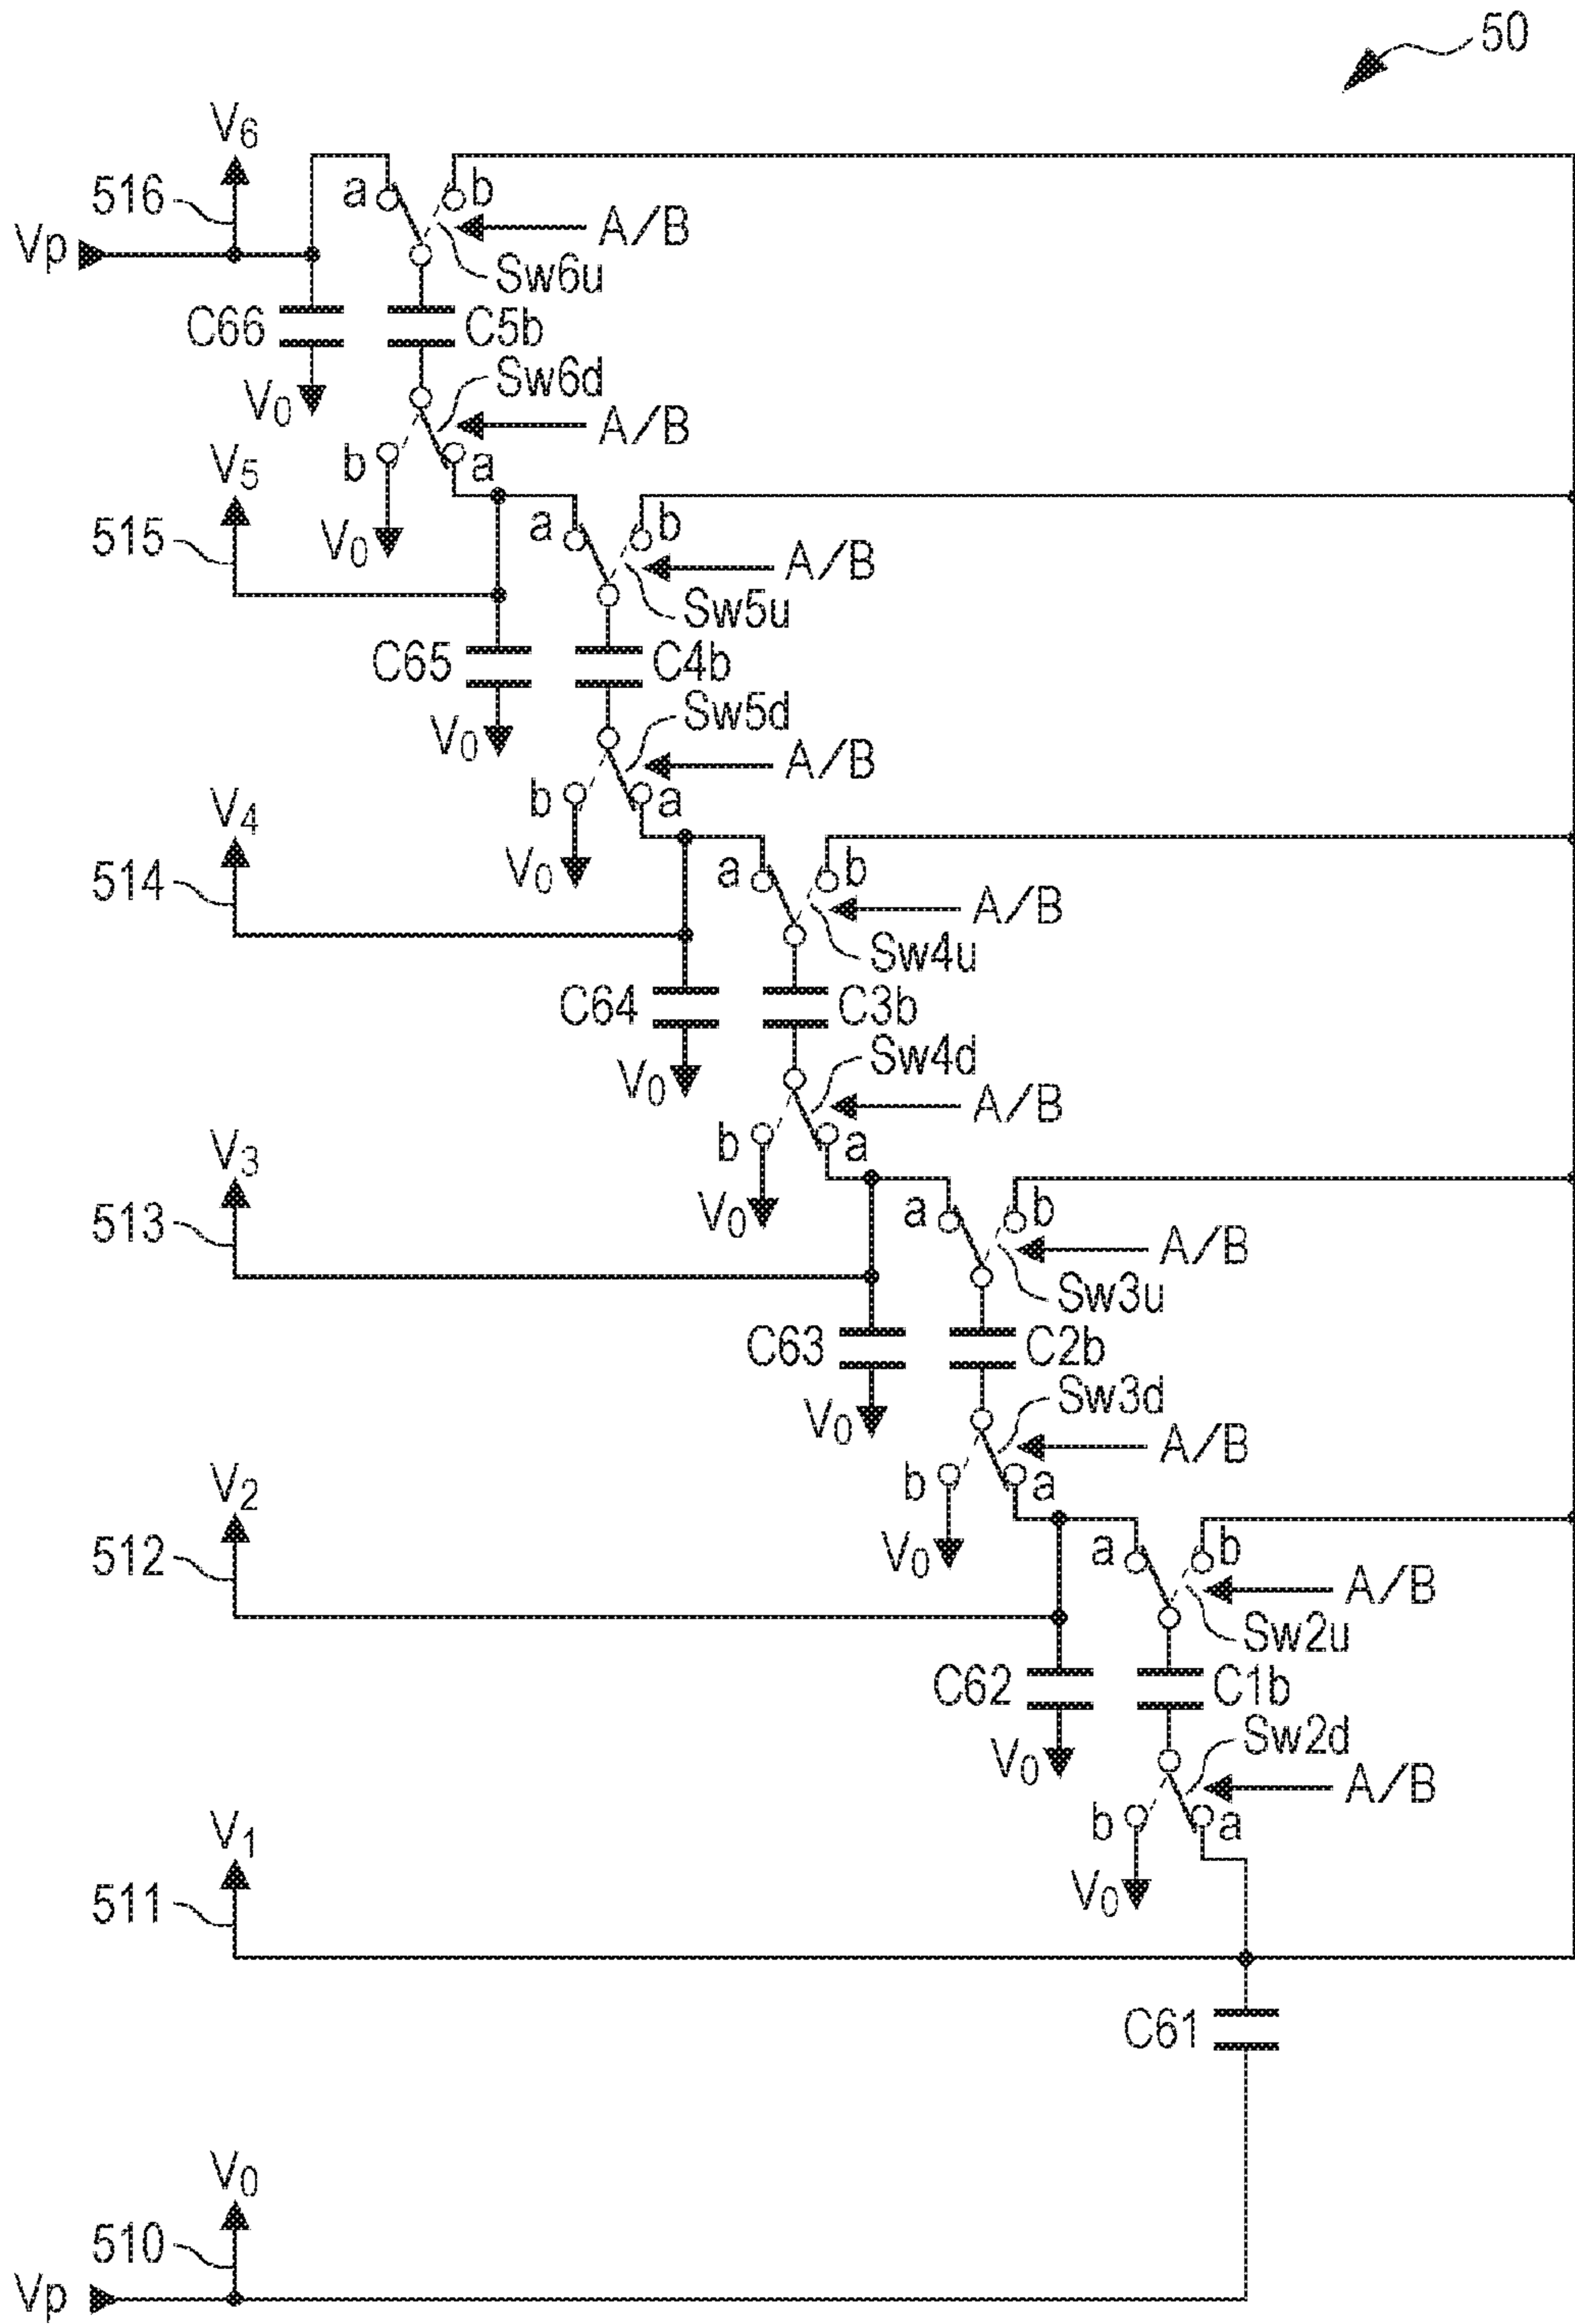 50
V6
516
a
b
A/B
Vp
Sw6u
C66
C5b
Sw6d
V0
A/B
V5
b
a
515
V0
a
b
A/B
Sw5u
C65
C4b
Sw5d
V0
A/B
V4
b
a
514
V0
a
b
A/B
Sw4u
C64
C3b
Sw4d
V0
A/B
V3
b
a
513
V0
a
b
A/B
Sw3u
C63
C2b
Sw3d
V0
A/B
V2
b
a
512
V0
a
b
A/B
Sw2u
C62
C1b
Sw2d
V0
A/B
V1
b
a
511
V0
C61
V0
510
Vp